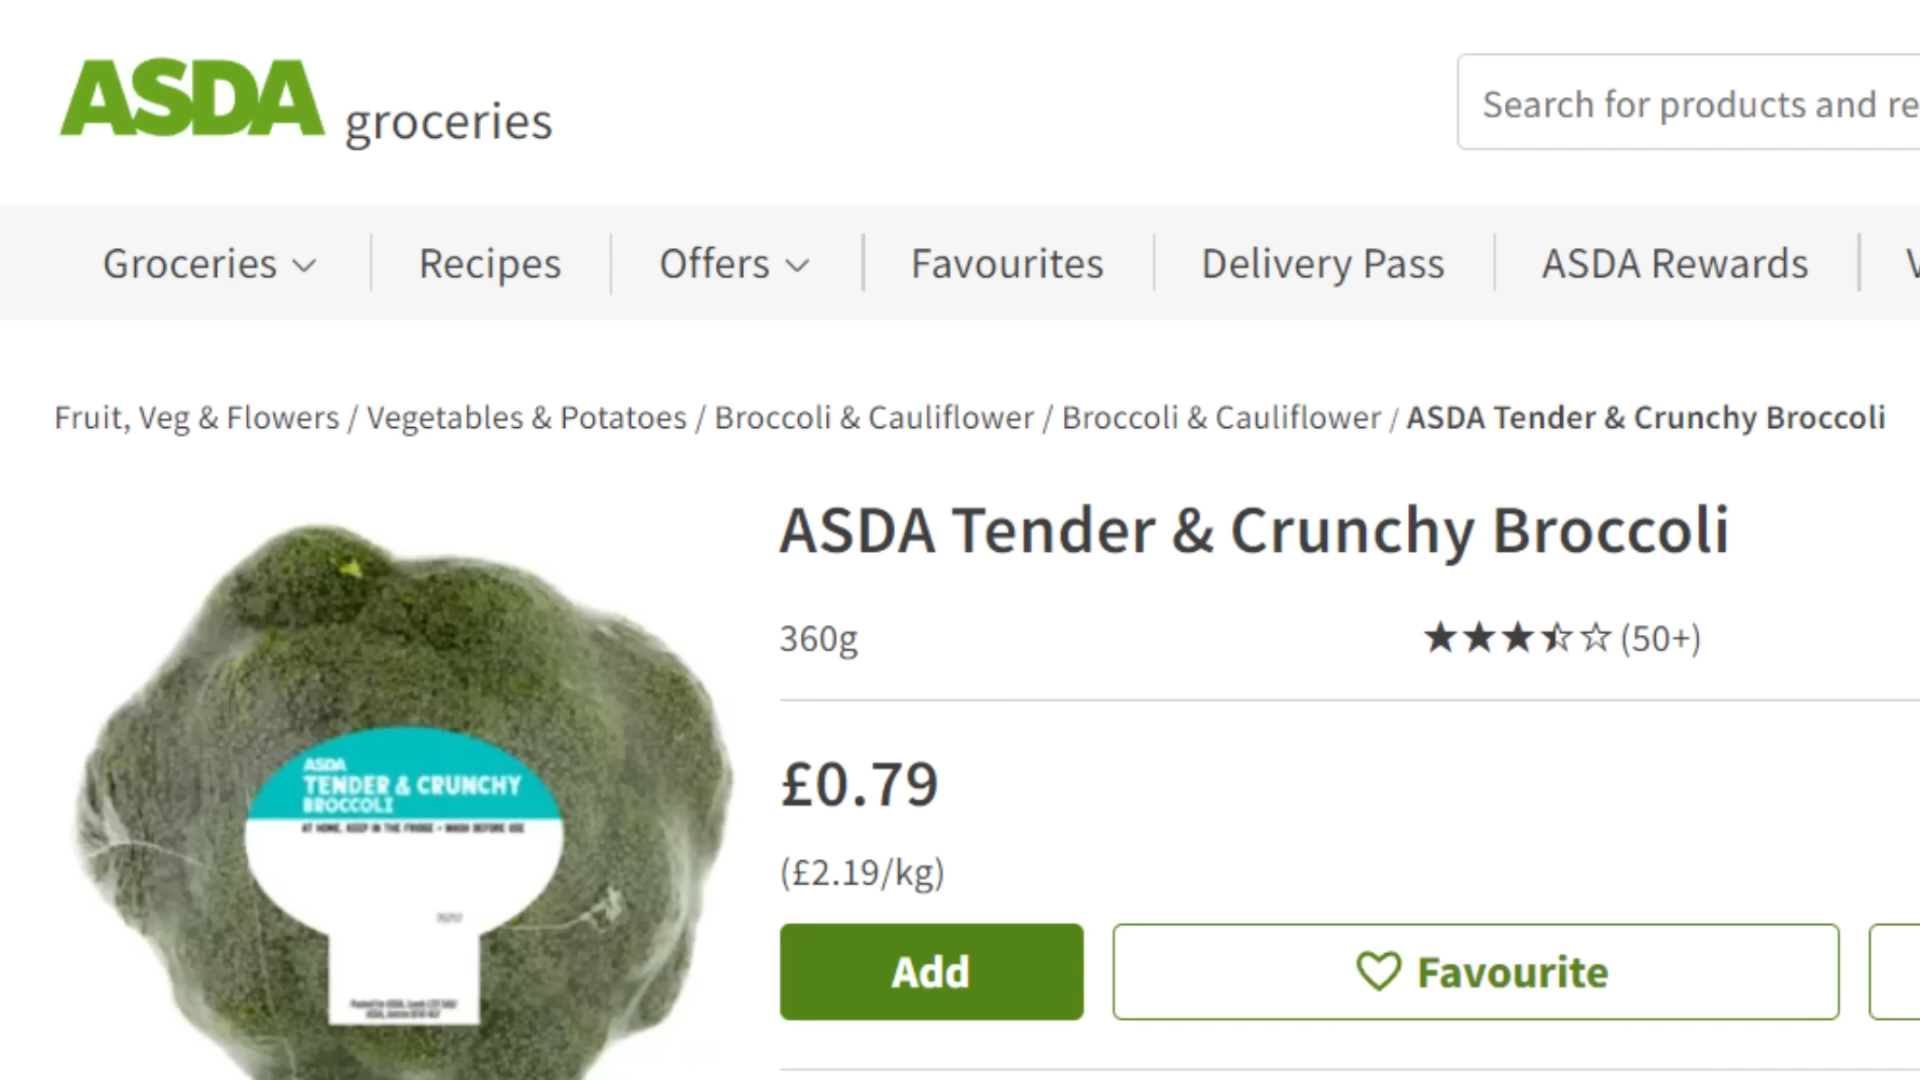 ASDA groceries
Search for products and re
Groceries
Recipes
Offers
Favourites
Delivery Pass
ASDA Rewards
Fruit, Veg & Flowers / Vegetables & Potatoes / Broccoli & Cauliflower / Broccoli & Cauliflower / ASDA Tender & Crunchy Broccoli
ASDA Tender & Crunchy Broccoli
360g
(50+)
£0.79
(£2.19/kg)
Add
Favourite
ASDA
TENDER & CRUNCHY
BROCCOLI
AT HOME, KEEP IN THE FRIDGE • WASH BEFORE USE